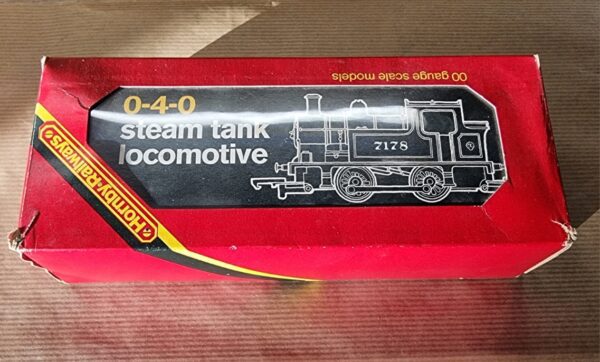 00 gauge scale models
0-4-0
steam tank
locomotive
7178
Hornby Railways